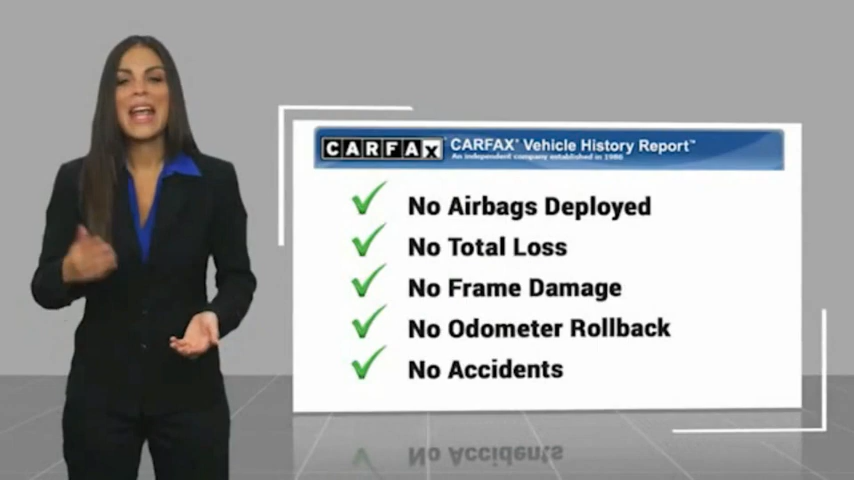 CARFAX CARFAX® Vehicle History Report™
An independent company established in 1986
No Airbags Deployed
No Total Loss
No Frame Damage
No Odometer Rollback
No Accidents
No Accidents